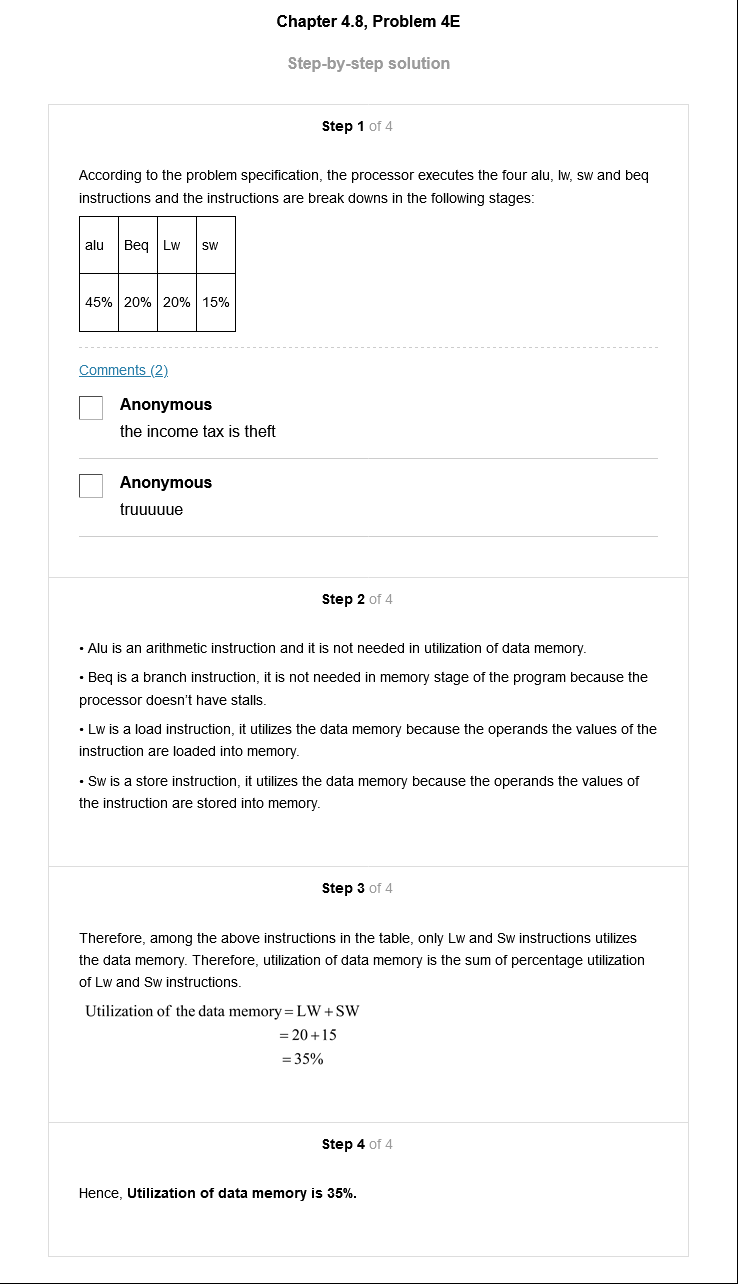 Chapter 4.8, Problem 4E
Step-by-step solution
Step 1 of 4
According to the problem specification, the processor executes the four alu, lw, sw and beq
instructions and the instructions are break downs in the following stages:
alu Beq Lw sw
45% 20% 20% 15%
Comments (2)
Anonymous
the income tax is theft
Anonymous
truuuuue
Step 2 of 4
• Alu is an arithmetic instruction and it is not needed in utilization of data memory.
• Beq is a branch instruction, it is not needed in memory stage of the program because the
processor doesn't have stalls.
• Lw is a load instruction, it utilizes the data memory because the operands the values of the
instruction are loaded into memory.
• Sw is a store instruction, it utilizes the data memory because the operands the values of
the instruction are stored into memory.
Step 3 of 4
Therefore, among the above instructions in the table, only Lw and Sw instructions utilizes
the data memory. Therefore, utilization of data memory is the sum of percentage utilization
of Lw and Sw instructions.
Utilization of the data memory = LW + SW
= 20 + 15
= 35%
Step 4 of 4
Hence, Utilization of data memory is 35%.